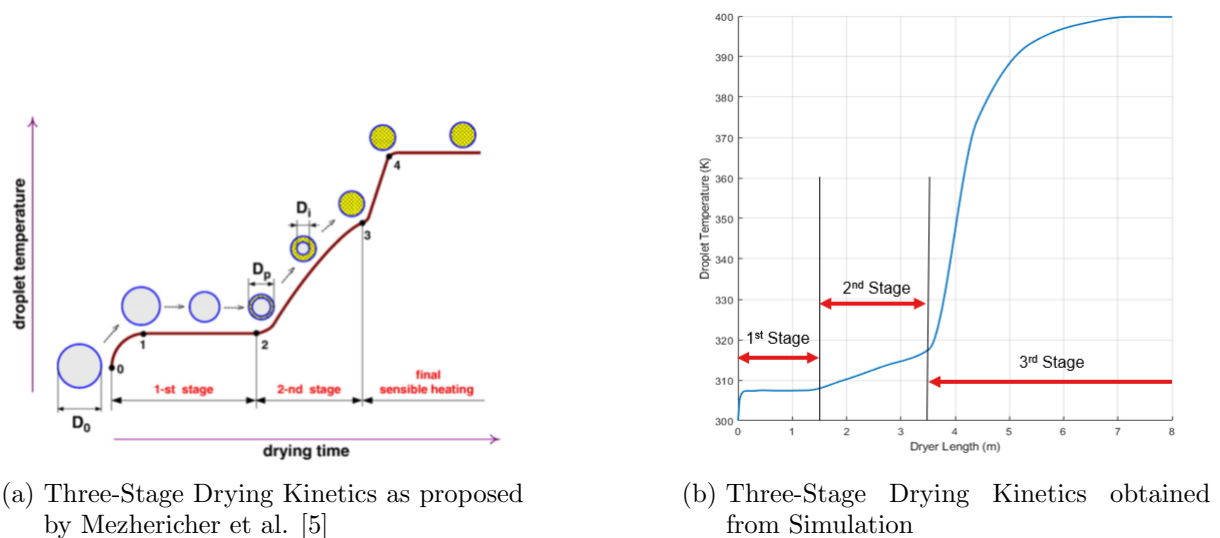 droplet temperature
D0
0
1
Dp
2
Di
3
4
1-st stage
2-nd stage
final
sensible heating
drying time
(a) Three-Stage Drying Kinetics as proposed
by Mezhericher et al. [5]
Droplet Temperature (K)
400
390
380
370
360
350
340
330
320
310
300
1st Stage
2nd Stage
3rd Stage
0 1 2 3 4 5 6 7 8
Dryer Length (m)
(b) Three-Stage Drying Kinetics obtained
from Simulation